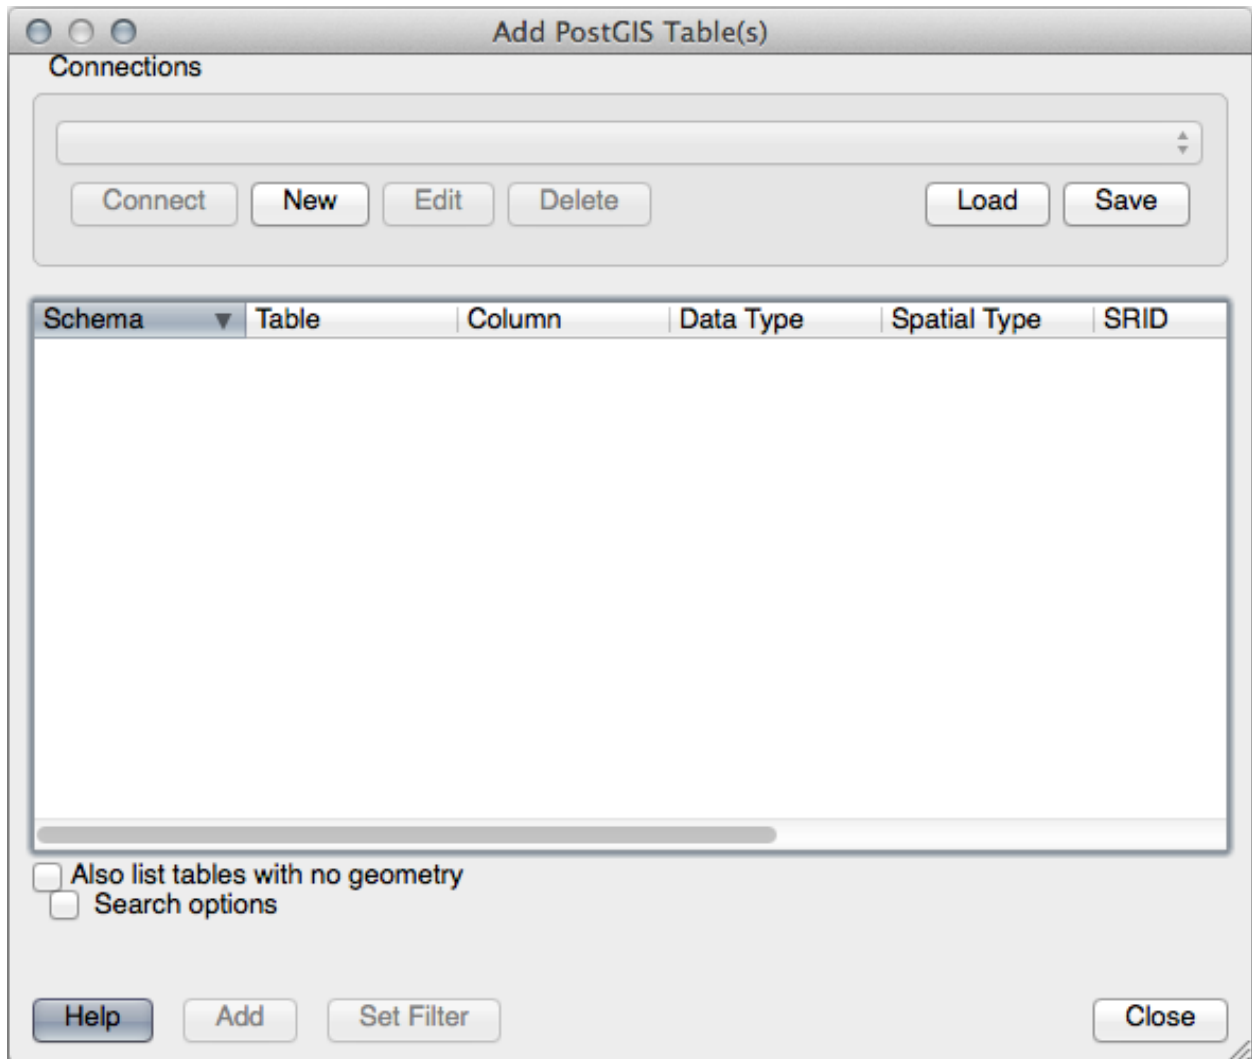 Add PostGIS Table(s)
Connections
Connect New Edit Delete Load Save
Schema Table Column Data Type Spatial Type SRID
Also list tables with no geometry
Search options
Help Add Set Filter Close